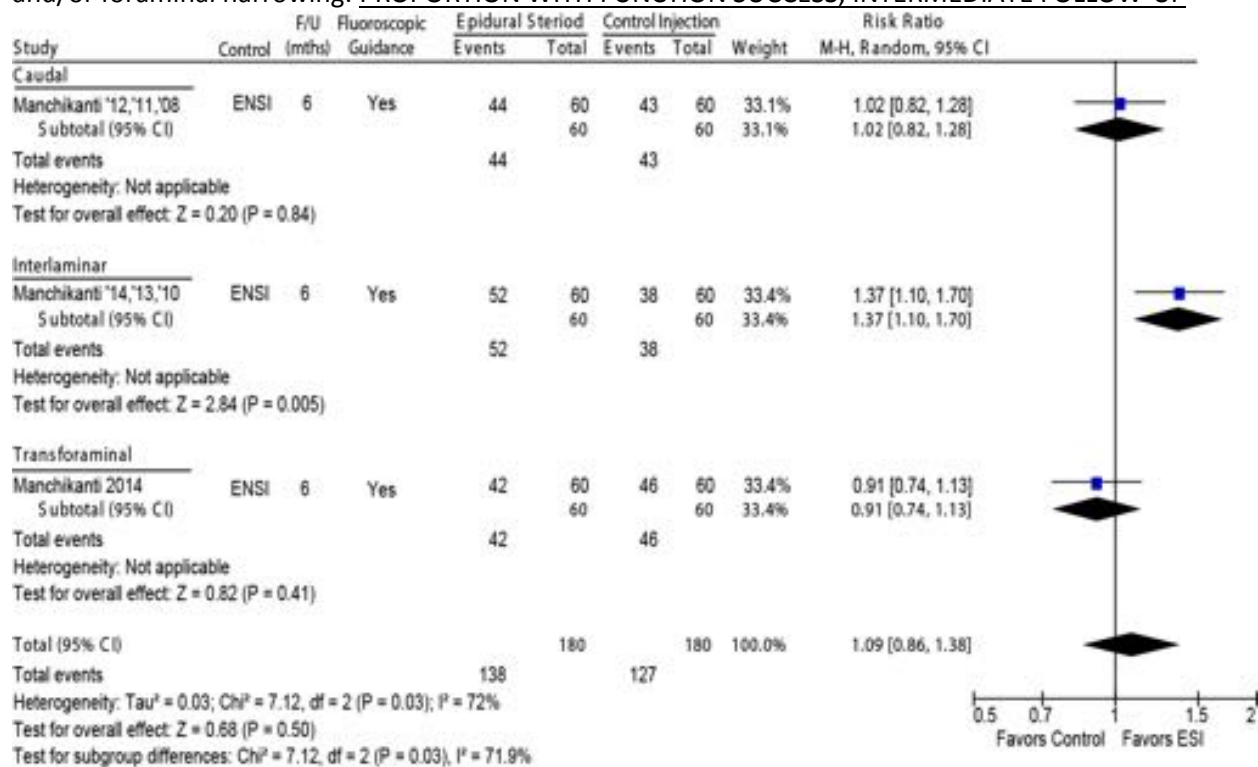 and/or foraminal narrowing: PROPORTION WITH FUNCTION SUCCESS, INTERMEDIATE FOLLOW-UP
F/U Fluoroscopic Epidural Steriod Control Injection Risk Ratio
Study Control (mths) Guidance Events Total Events Total Weight M-H, Random, 95% CI
Caudal
Manchikanti '12,'11,'08 ENSI 6 Yes 44 60 43 60 33.1% 1.02 [0.82, 1.28]
Subtotal (95% CI) 60 60 33.1% 1.02 [0.82, 1.28]
Total events 44 43
Heterogeneity: Not applicable
Test for overall effect: Z = 0.20 (P = 0.84)
Interlaminar
Manchikanti '14,'13,'10 ENSI 6 Yes 52 60 38 60 33.4% 1.37 [1.10, 1.70]
Subtotal (95% CI) 60 60 33.4% 1.37 [1.10, 1.70]
Total events 52 38
Heterogeneity: Not applicable
Test for overall effect: Z = 2.84 (P = 0.005)
Transforaminal
Manchikanti 2014 ENSI 6 Yes 42 60 46 60 33.4% 0.91 [0.74, 1.13]
Subtotal (95% CI) 60 60 33.4% 0.91 [0.74, 1.13]
Total events 42 46
Heterogeneity: Not applicable
Test for overall effect: Z = 0.82 (P = 0.41)
Total (95% CI) 180 180 100.0% 1.09 [0.86, 1.38]
Total events 138 127
Heterogeneity: Tau² = 0.03; Chi² = 7.12, df = 2 (P = 0.03); I² = 72%
Test for overall effect: Z = 0.68 (P = 0.50)
Test for subgroup differences: Chi² = 7.12, df = 2 (P = 0.03), I² = 71.9%
0.5 0.7 1 1.5 2
Favors Control Favors ESI